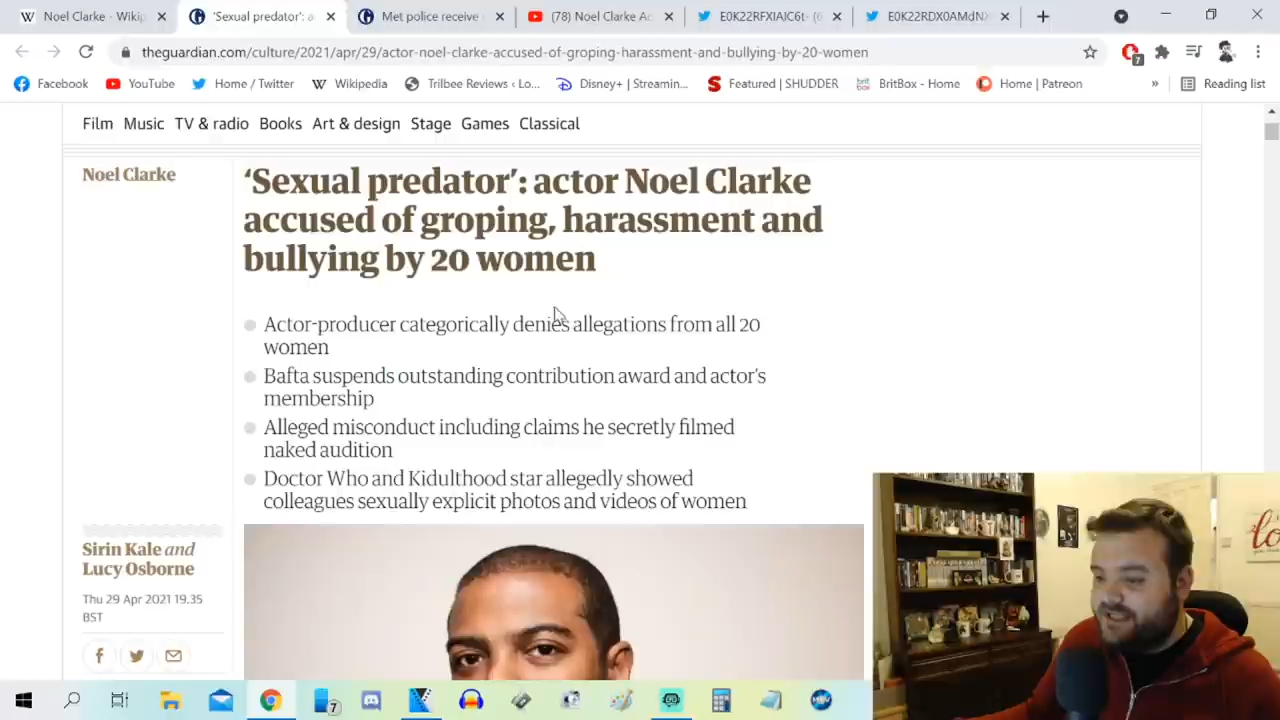 Noel Clarke - Wikip
'Sexual predator': a
Met police receive
(78) Noel Clarke Ac
E0K22RFXIAIC6t- (6
E0K22RDX0AMdNX
theguardian.com/culture/2021/apr/29/actor-noel-clarke-accused-of-groping-harassment-and-bullying-by-20-women
7
Facebook
YouTube
Home / Twitter
Wikipedia
Trilbee Reviews ‹ Lo...
Disney+ | Streamin...
Featured | SHUDDER
BritBox - Home
Home | Patreon
»
Reading list
Film Music TV & radio Books Art & design Stage Games Classical
Noel Clarke
‘Sexual predator’: actor Noel Clarke
accused of groping, harassment and
bullying by 20 women
Actor-producer categorically denies allegations from all 20
women
Bafta suspends outstanding contribution award and actor’s
membership
Alleged misconduct including claims he secretly filmed
naked audition
Doctor Who and Kidulthood star allegedly showed
colleagues sexually explicit photos and videos of women
Sirin Kale and
Lucy Osborne
Thu 29 Apr 2021 19.35
BST
7